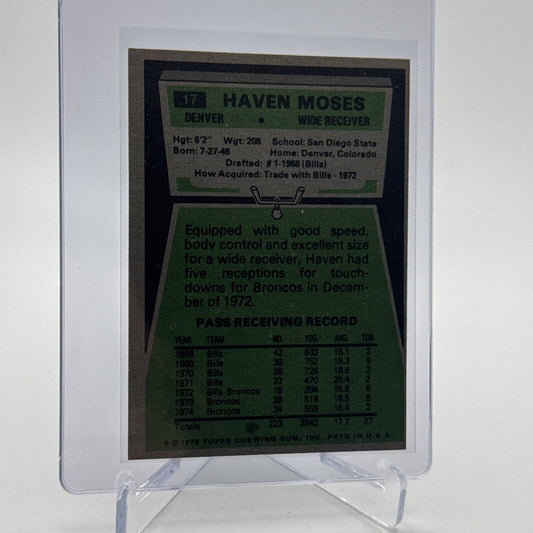 17 HAVEN MOSES
DENVER • WIDE RECEIVER
Hgt: 6'2" Wgt: 208 School: San Diego State
Born: 7-27-46 Home: Denver, Colorado
Drafted: #1-1968 (Bills)
How Acquired: Trade with Bills - 1972
Equipped with good speed,
body control and excellent size
for a wide receiver, Haven had
five receptions for touch-
downs for Broncos in Decem-
ber of 1972.
PASS RECEIVING RECORD
YEAR TEAM NO. YDS. AVG. TDS.
1968 Bills 42 633 15.1 2
1969 Bills 39 752 19.3 5
1970 Bills 39 726 18.6 2
1971 Bills 23 470 20.4 2
1972 Bills-Broncos 18 294 15.8 6
1973 Broncos 28 518 18.5
1974 Broncos 34 559 16.4 2
Totals 223 3942 17.7 27
© 1975 TOPPS CHEWING GUM, INC. PRTD IN U.S.A.